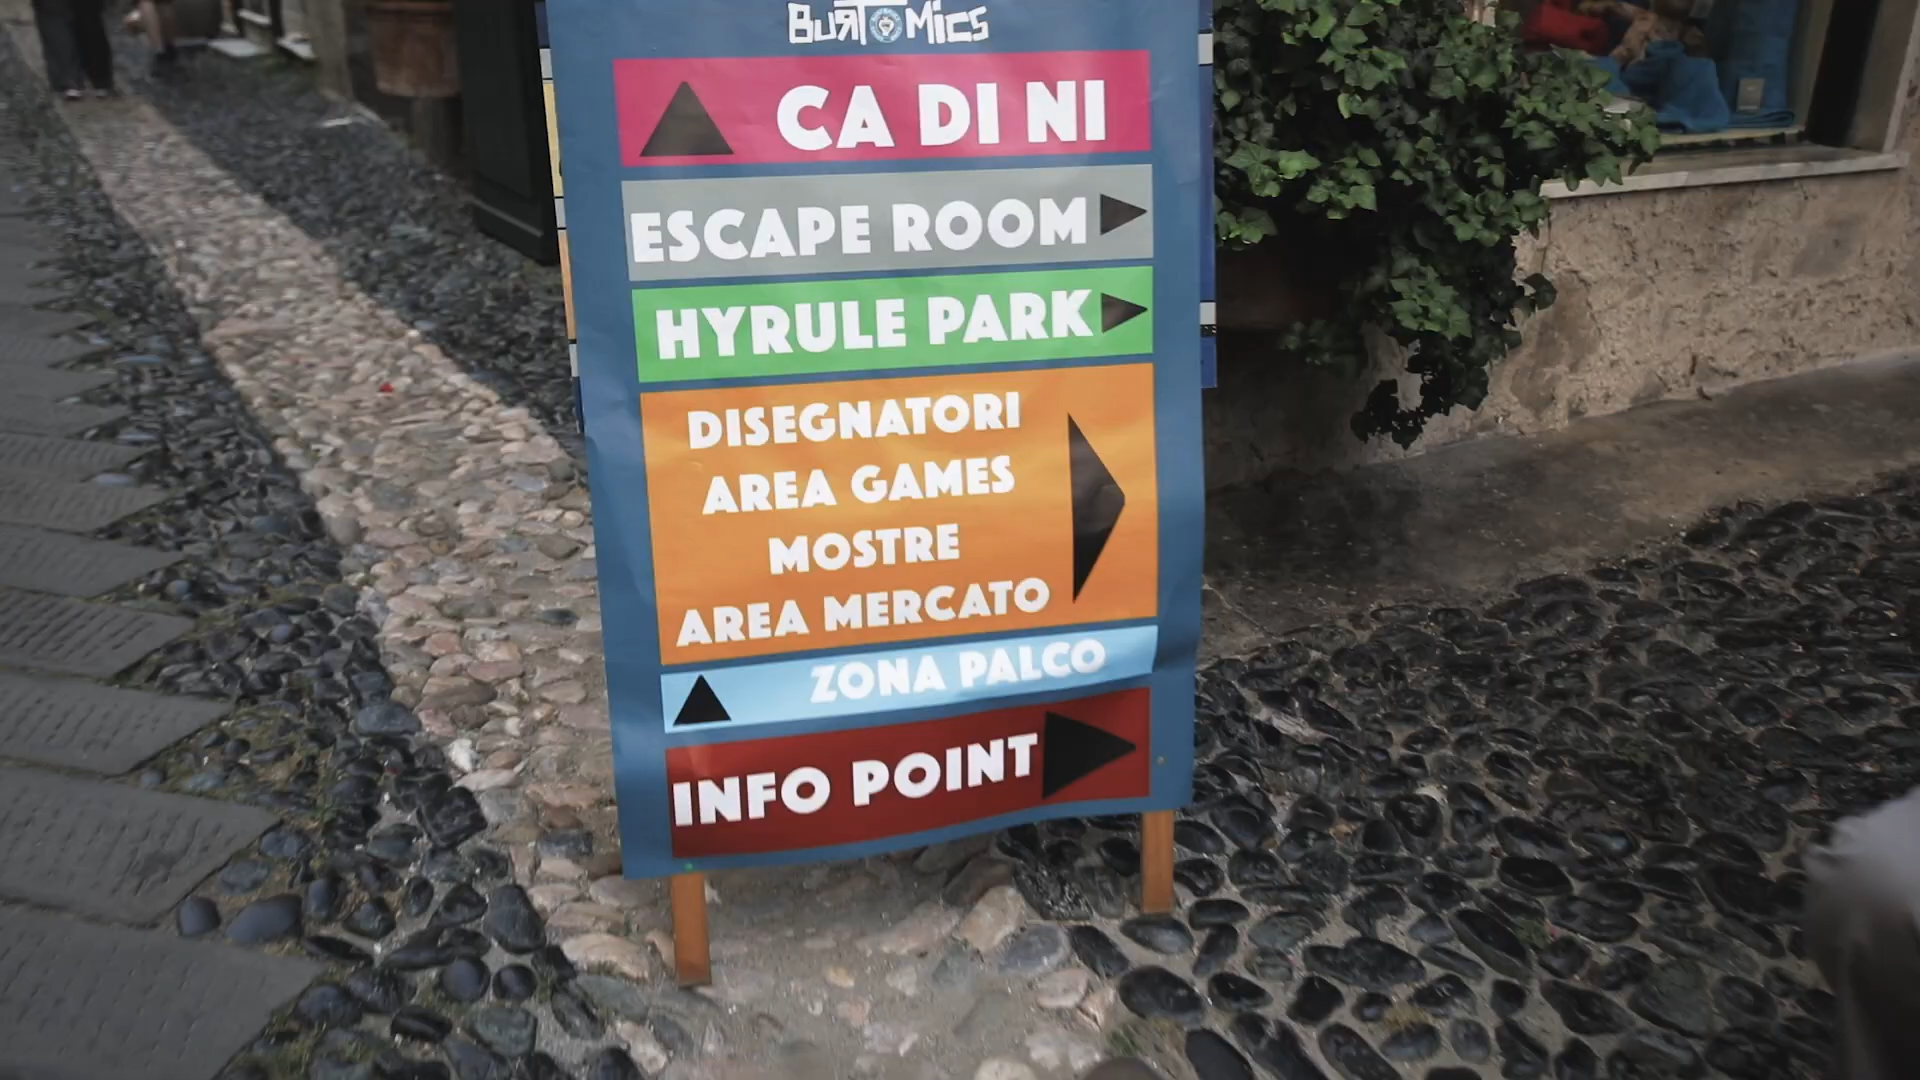 BURTOMICS
CA DI NI
ESCAPE ROOM
HYRULE PARK
DISEGNATORI
AREA GAMES
MOSTRE
AREA MERCATO
ZONA PALCO
INFO POINT